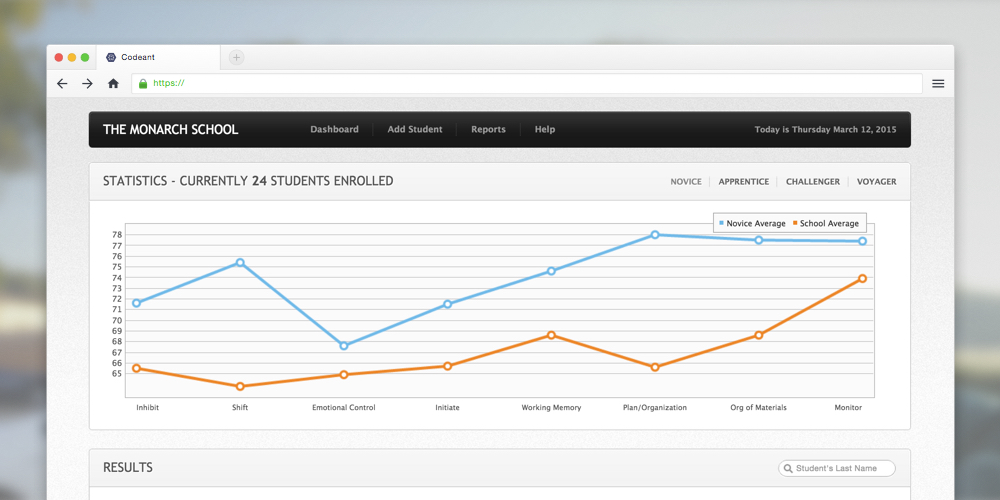 Codeant
https://
THE MONARCH SCHOOL
Dashboard
Add Student
Reports
Help
Today is Thursday March 12, 2015
STATISTICS - CURRENTLY 24 STUDENTS ENROLLED
NOVICE
APPRENTICE
CHALLENGER
VOYAGER
Novice Average
School Average
78
77
76
75
74
73
72
71
70
69
68
67
66
65
Inhibit
Shift
Emotional Control
Initiate
Working Memory
Plan/Organization
Org of Materials
Monitor
RESULTS
Student's Last Name